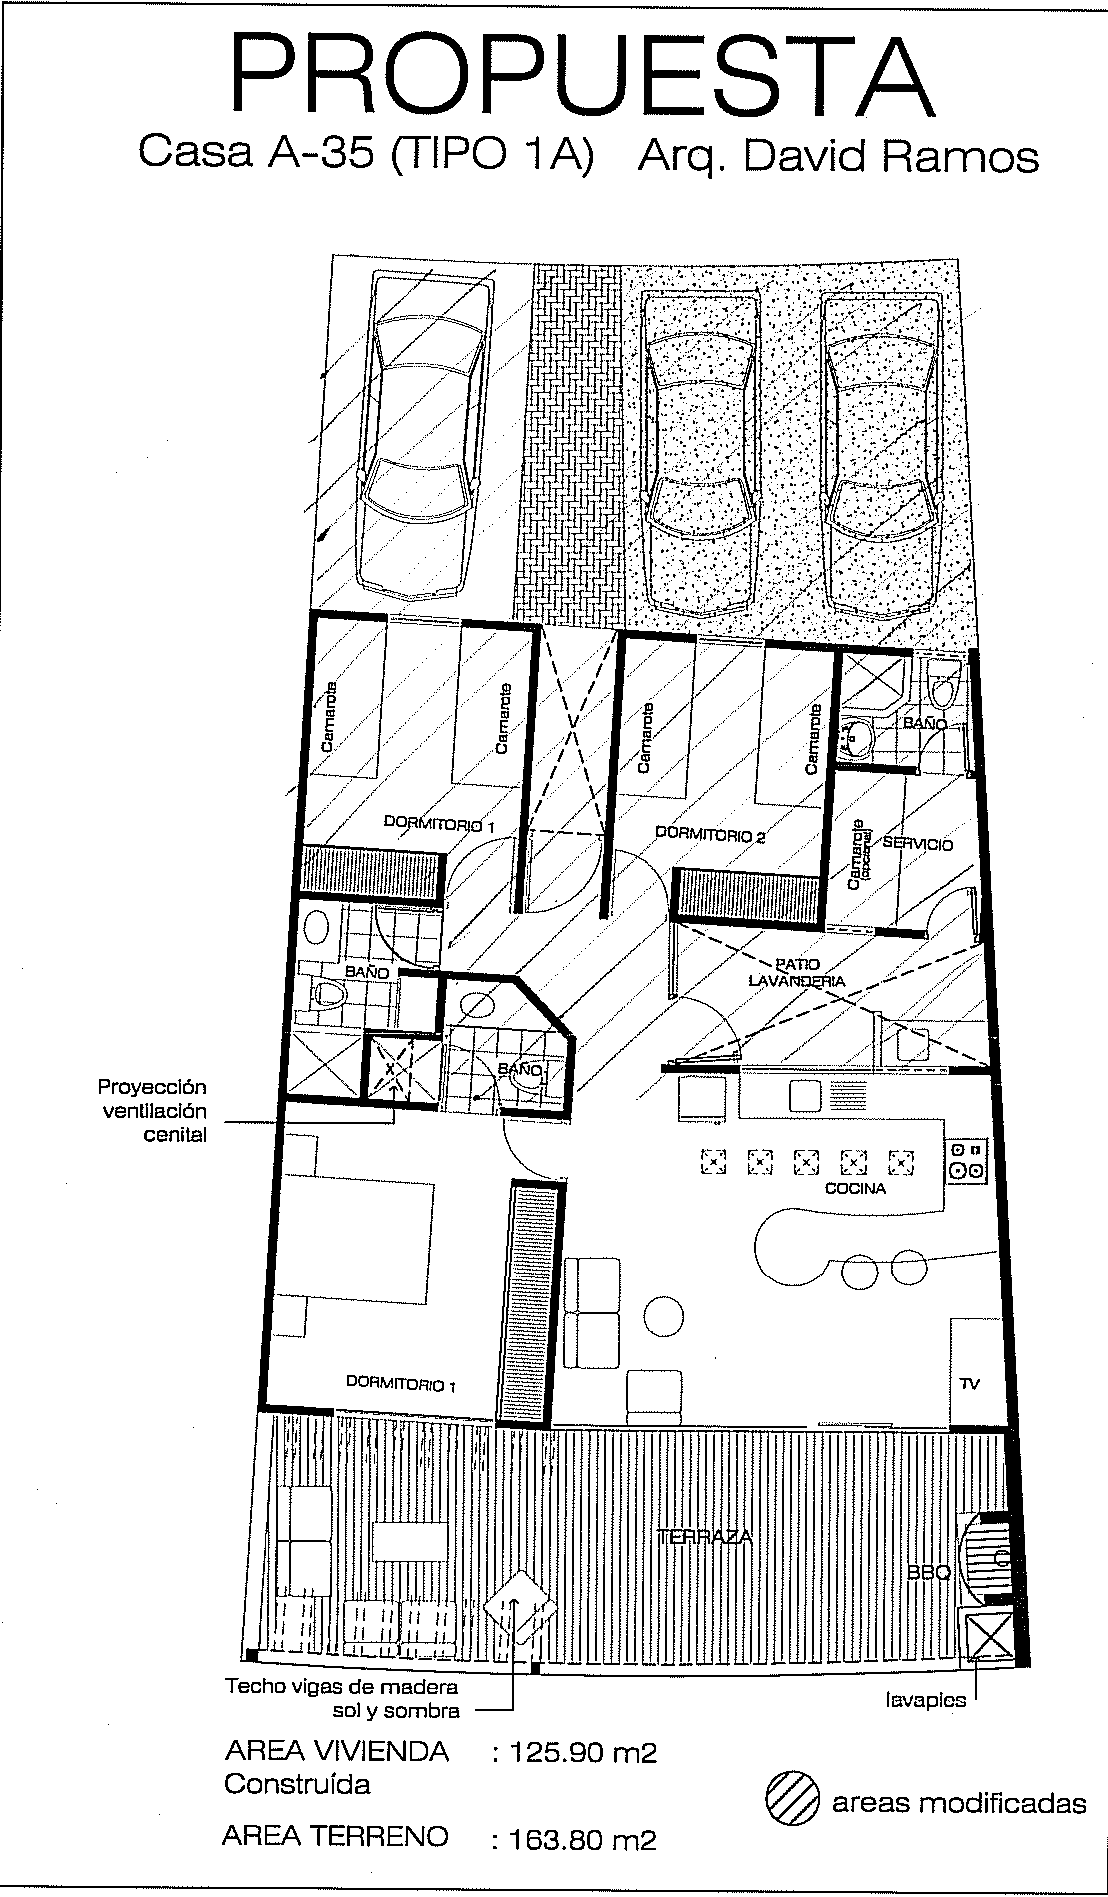 PROPUESTA
Casa A-35 (TIPO 1A) Arq. David Ramos
Camarote
Camarote
Camarote
Camarote
BAÑO
DORMITORIO 1
DORMITORIO 2
Camarote
(opcional)
SERVICIO
BAÑO
PATIO
LAVANDERIA
BAÑO
Proyección
ventilación
cenital
COCINA
DORMITORIO 1
TV
TERRAZA
BBQ
Techo vigas de madera
sol y sombra
lavapies
AREA VIVIENDA : 125.90 m2
Construída
areas modificadas
AREA TERRENO : 163.80 m2